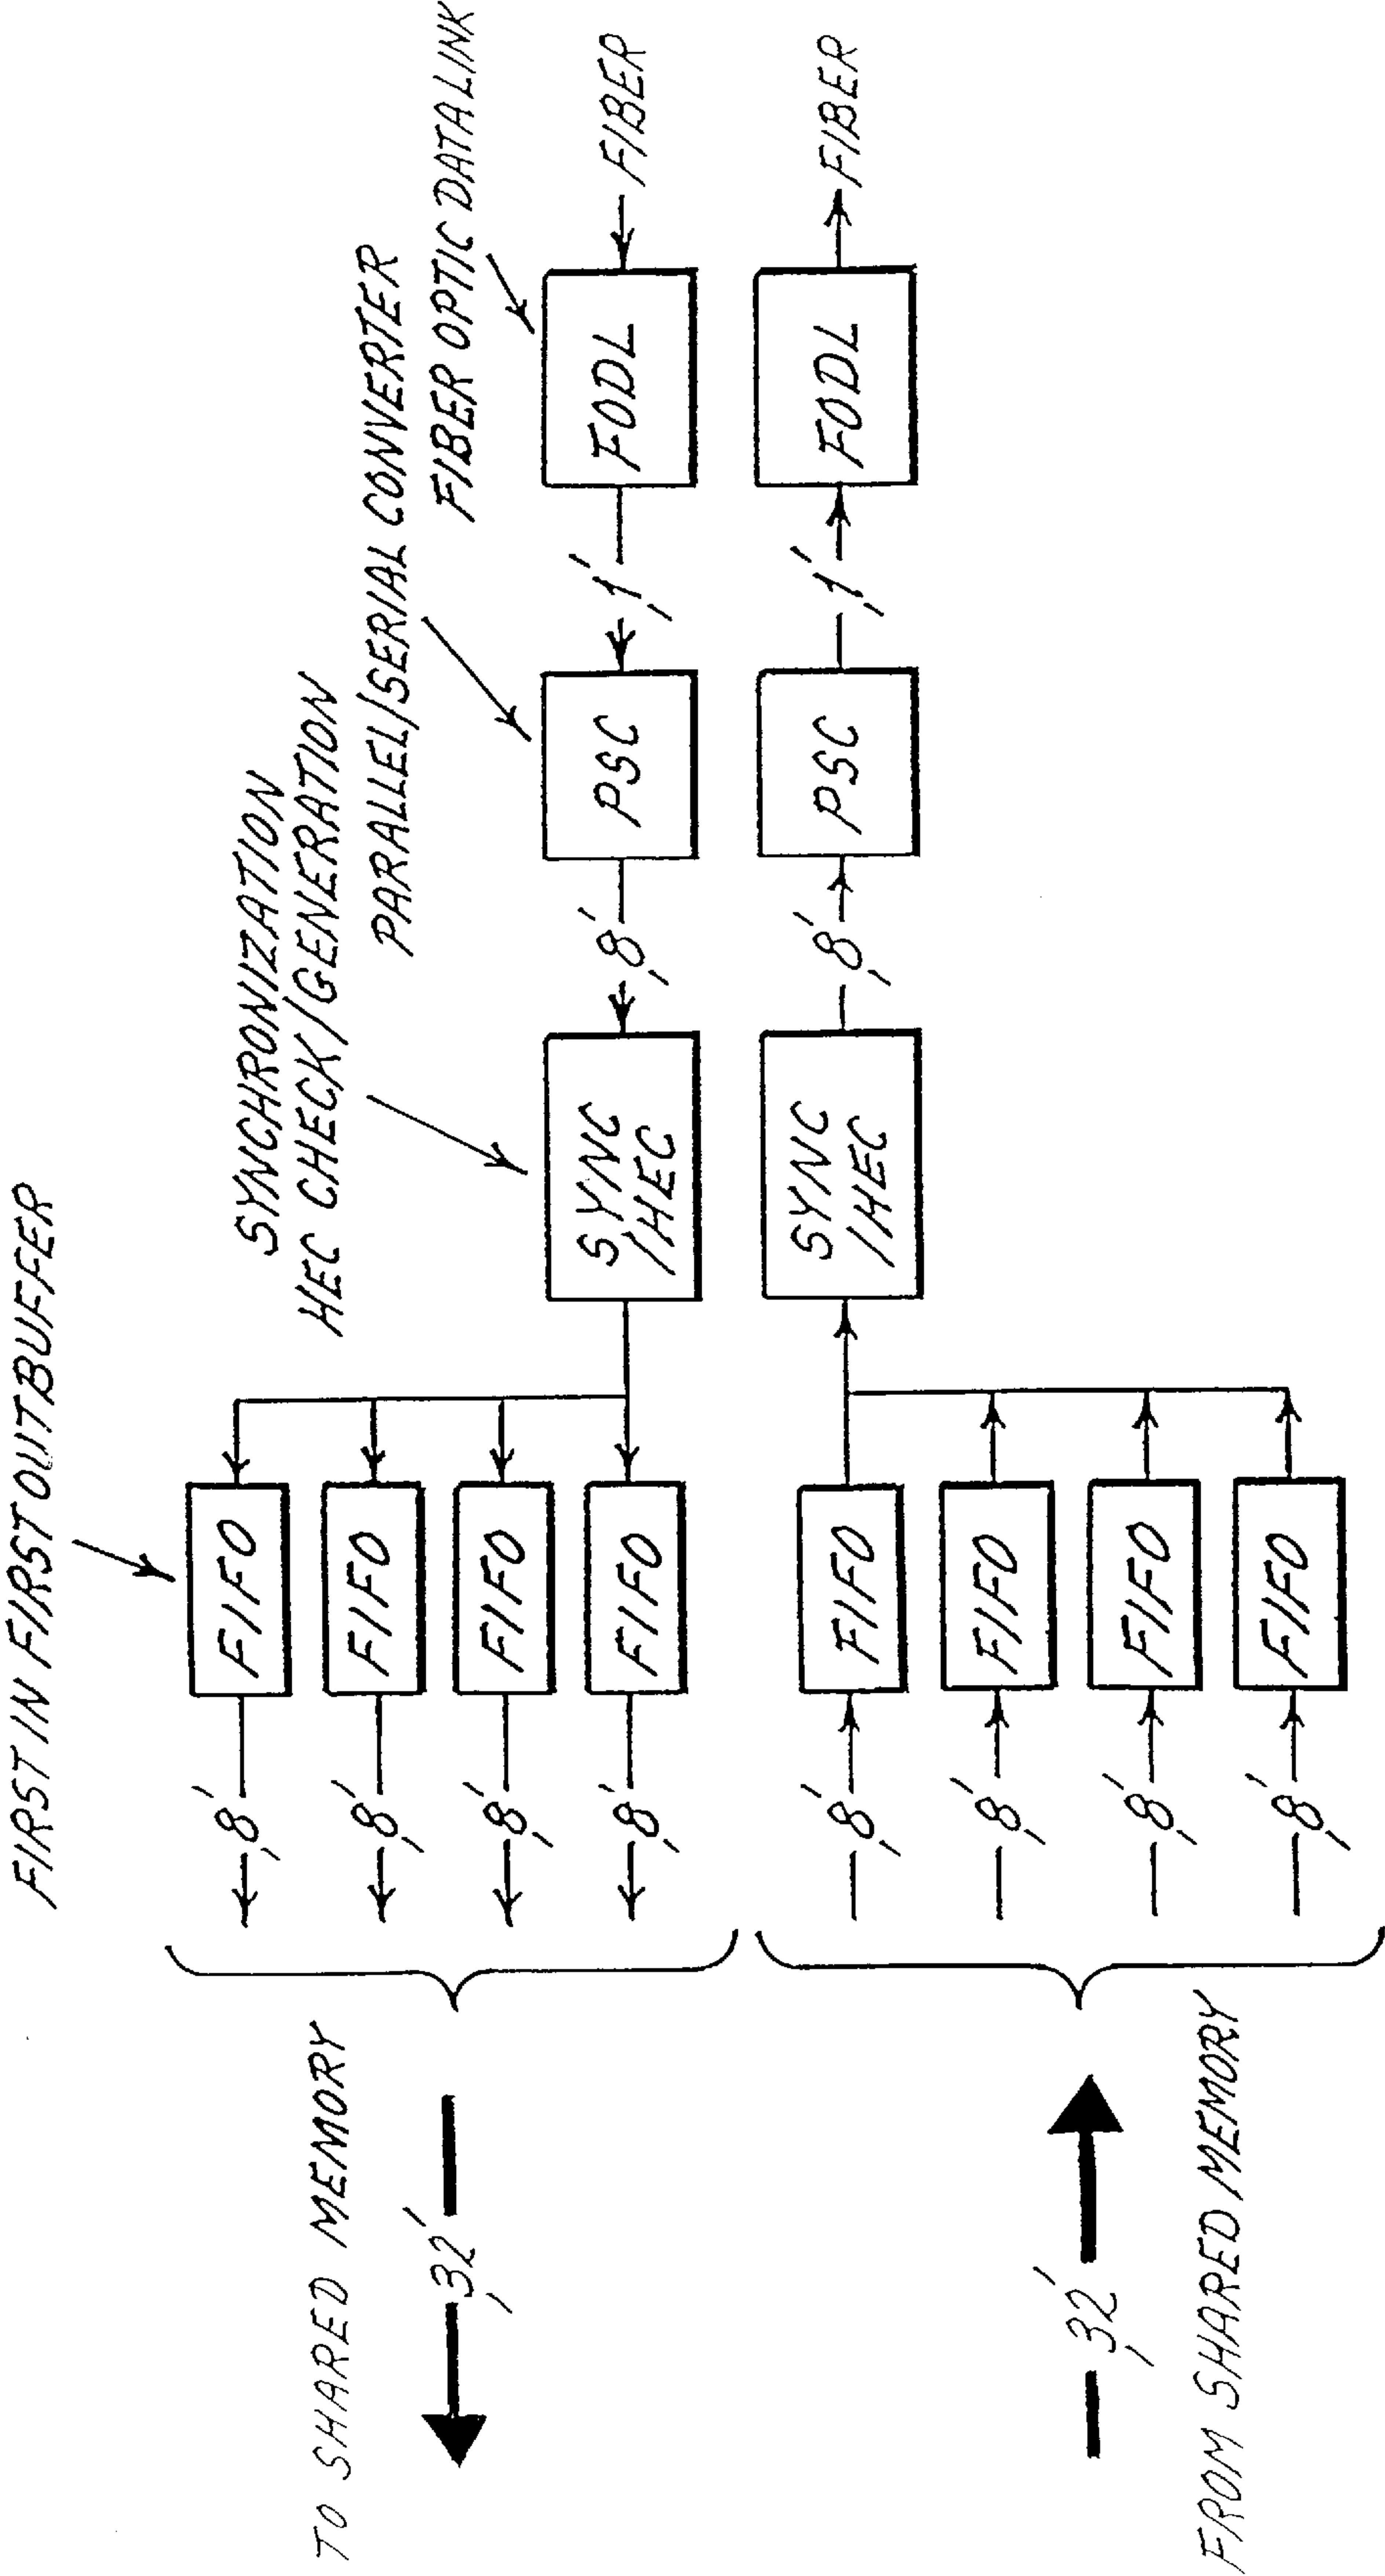 FIRST IN FIRST OUT BUFFER
SYNCHRONIZATION
HEC CHECK/GENERATION
PARALLEL/SERIAL CONVERTER
FIBER OPTIC DATA LINK
TO SHARED MEMORY
32
8
FIFO
8
FIFO
8
FIFO
8
FIFO
SYNC
/HEC
8
PSC
1
FODL
FIBER
8
FIFO
SYNC
/HEC
8
PSC
1
FODL
FIBER
8
FIFO
32
8
FIFO
8
FIFO
FROM SHARED MEMORY